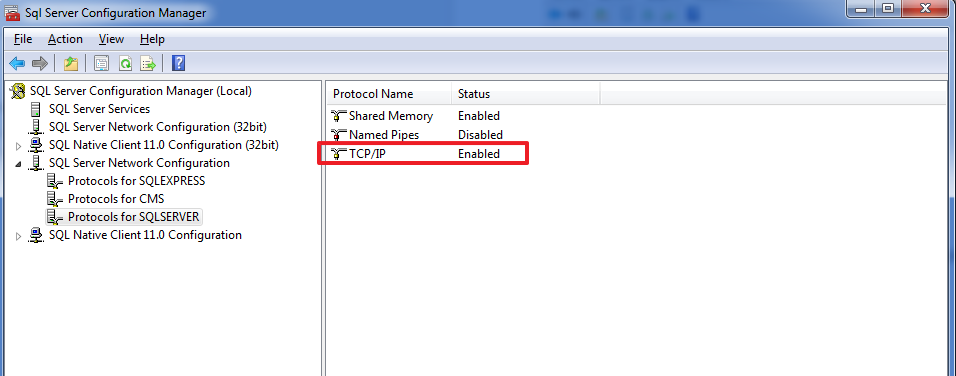 Sql Server Configuration Manager
File Action View Help
SQL Server Configuration Manager (Local)
SQL Server Services
SQL Server Network Configuration (32bit)
SQL Native Client 11.0 Configuration (32bit)
SQL Server Network Configuration
Protocols for SQLEXPRESS
Protocols for CMS
Protocols for SQLSERVER
SQL Native Client 11.0 Configuration
Protocol Name Status
Shared Memory Enabled
Named Pipes Disabled
TCP/IP Enabled